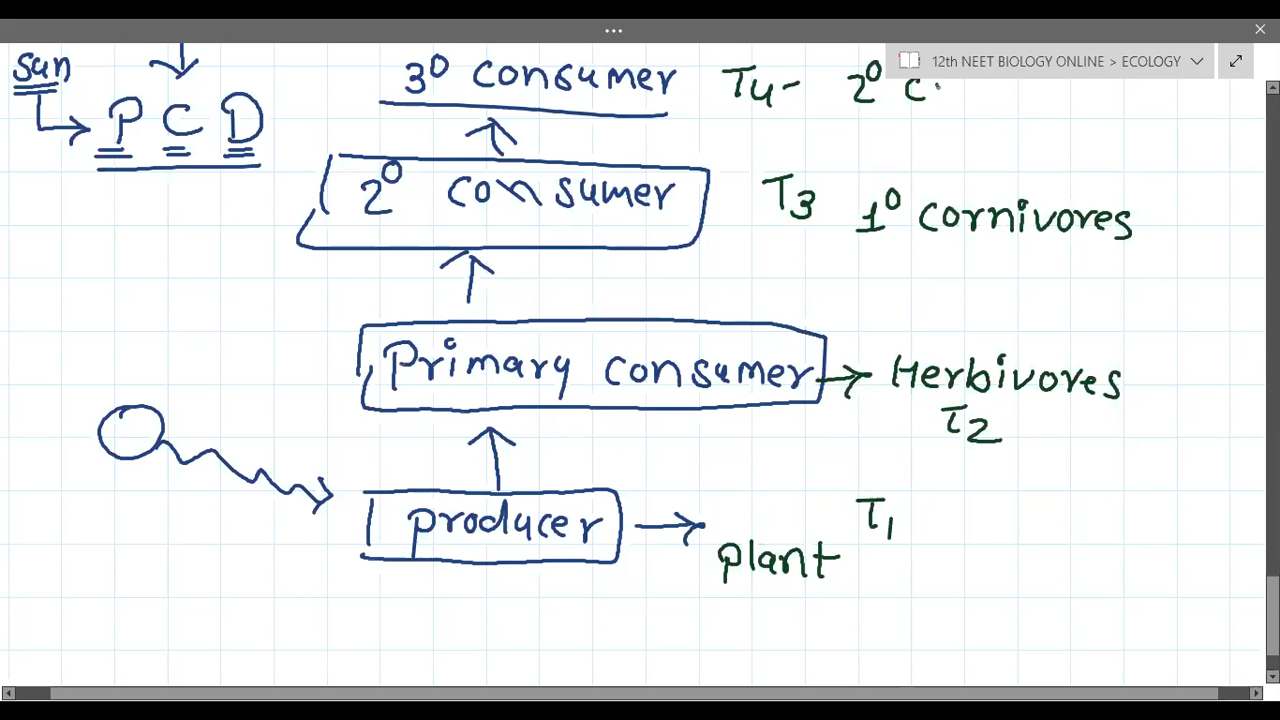 12th NEET BIOLOGY ONLINE > ECOLOGY
sun
P C D
3⁰ consumer T4- 2⁰ c
2⁰ consumer T3 1⁰ cornivores
Primary consumer → Herbivores
T2
producer → T1
plant